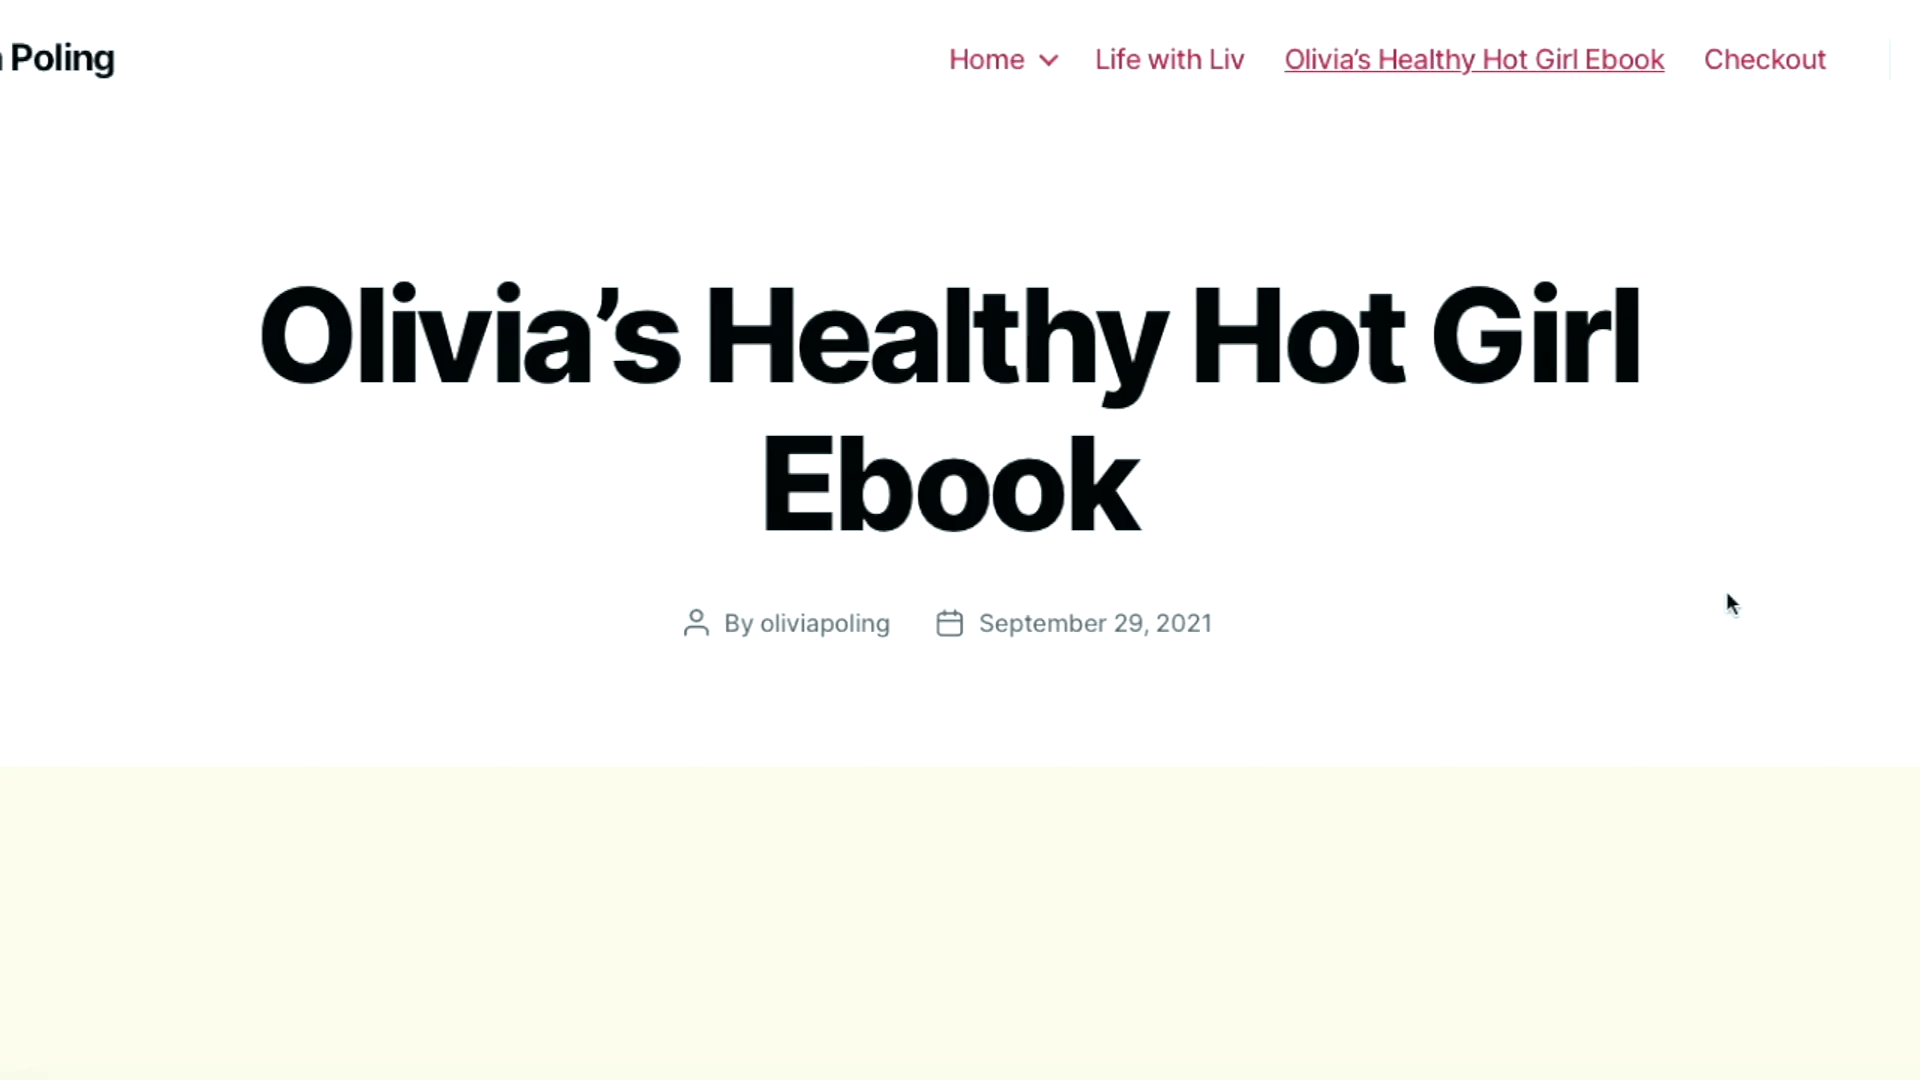 Poling
Home Life with Liv Olivia’s Healthy Hot Girl Ebook Checkout
Olivia’s Healthy Hot Girl
Ebook
By oliviapoling September 29, 2021